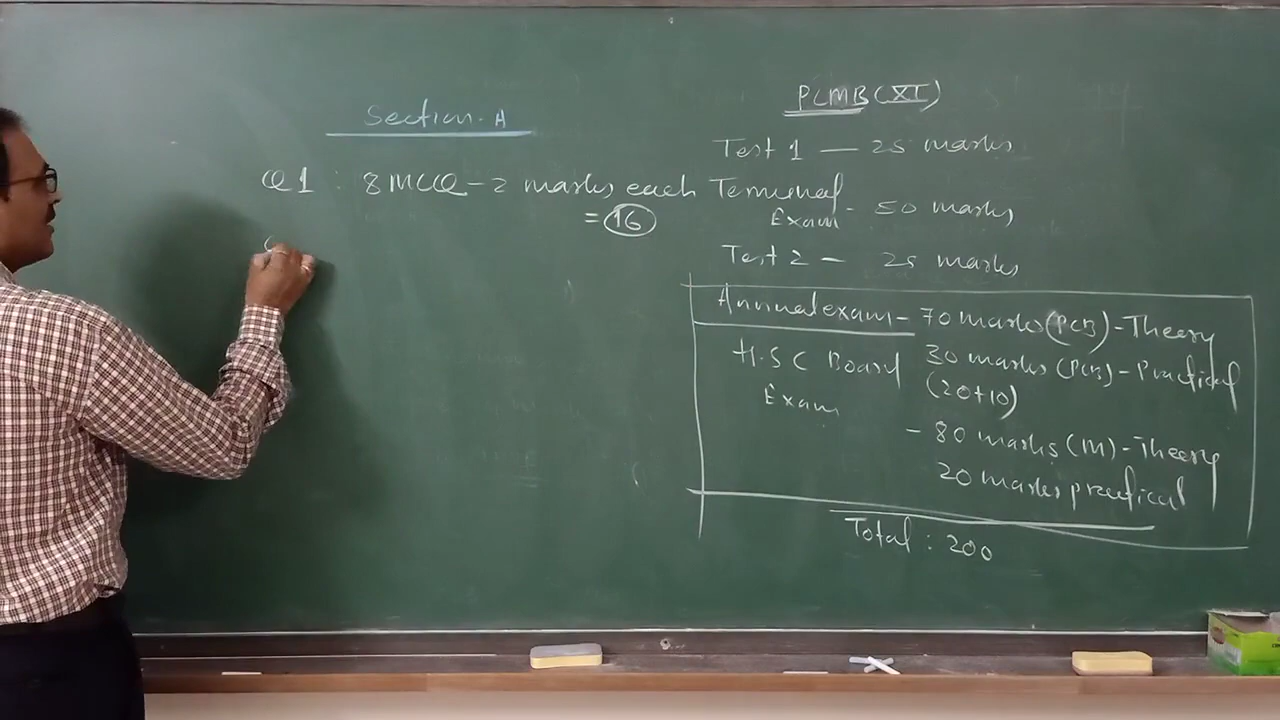 Section. A
Q1 : 8 MCQ - 2 marks each
= 16
PCMB (XI)
Test 1 — 25 marks
Terminal
Exam - 50 marks
Test 2 — 25 marks
Annual exam - 70 marks (PCB) - Theory
H.S.C Board
Exam
30 marks (PCB) - Practical
(20+10)
- 80 marks (M) - Theory
20 marks practical
Total : 200